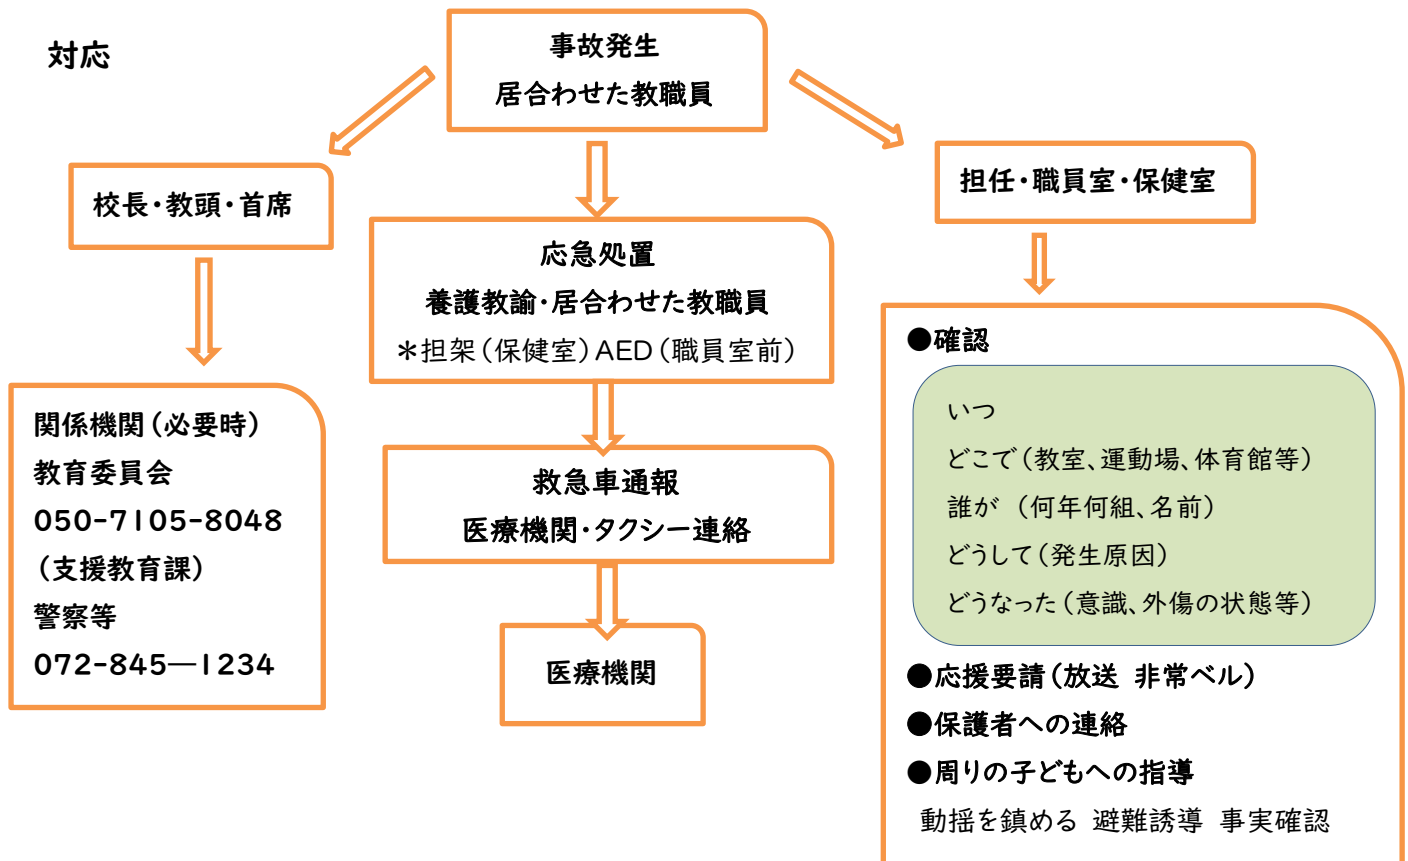 対応
事故発生
居合わせた教職員
校長・教頭・首席
応急処置
養護教諭・居合わせた教職員
＊担架（保健室）AED（職員室前）
担任・職員室・保健室
関係機関（必要時）
教育委員会
050-7105-8048
（支援教育課）
警察等
072-845―1234
救急車通報
医療機関・タクシー連絡
医療機関
●確認
いつ
どこで（教室、運動場、体育館等）
誰が （何年何組、名前）
どうして（発生原因）
どうなった（意識、外傷の状態等）
●応援要請（放送 非常ベル）
●保護者への連絡
●周りの子どもへの指導
動揺を鎮める 避難誘導 事実確認